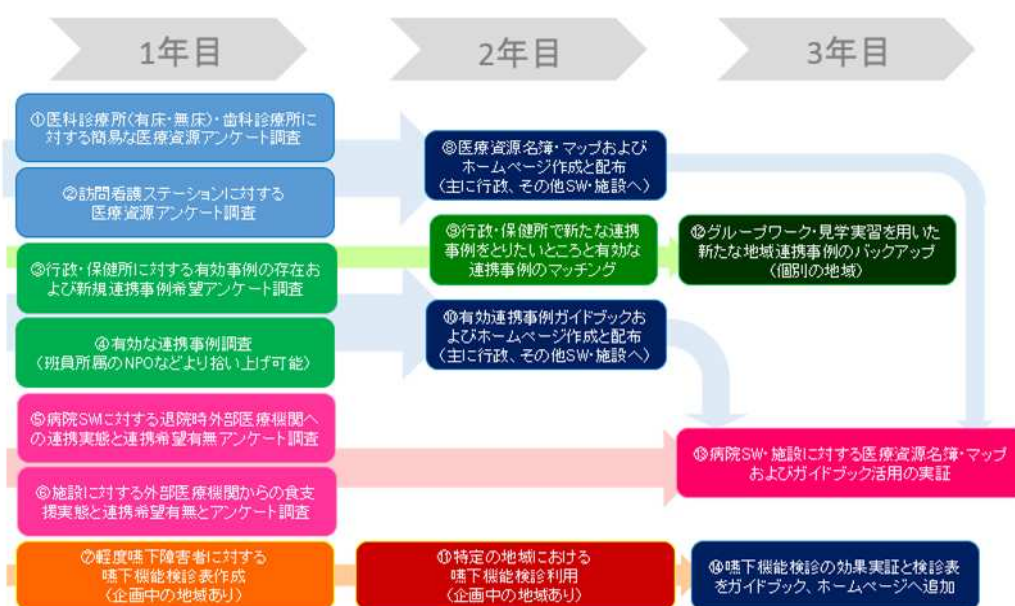 1年目
2年目
3年目
①医科診療所(有床・無床)・歯科診療所に
対する簡易な医療資源アンケート調査
②訪問看護ステーションに対する
医療資源アンケート調査
③行政・保健所に対する有効事例の存在お
よび新規連携事例希望アンケート調査
④有効な連携事例調査
(班員所属のNPOなどより拾い上げ可能)
⑤病院SWに対する退院時外部医療機関へ
の連携実態と連携希望有無アンケート調査
⑥施設に対する外部医療機関からの食支
援実態と連携希望有無とアンケート調査
⑦軽度嚥下障害者に対する
嚥下機能検診表作成
(企画中の地域あり)
⑧医療資源名簿・マップおよび
ホームページ作成と配布
(主に行政、その他SW・施設へ)
⑨行政・保健所で新たな連携
事例をとりたいところと有効な
連携事例のマッチング
⑩有効連携事例ガイドブックお
よびホームページ作成と配布
(主に行政、その他SW・施設へ)
⑪特定の地域における
嚥下機能検診利用
(企画中の地域あり)
⑫グループワーク・見学実習を用いた
新たな地域連携事例のバックアップ
(個別の地域)
⑬病院SW・施設に対する医療資源名簿・マップ
およびガイドブック活用の実証
⑭嚥下機能検診の効果実証と検診表
をガイドブック、ホームページへ追加